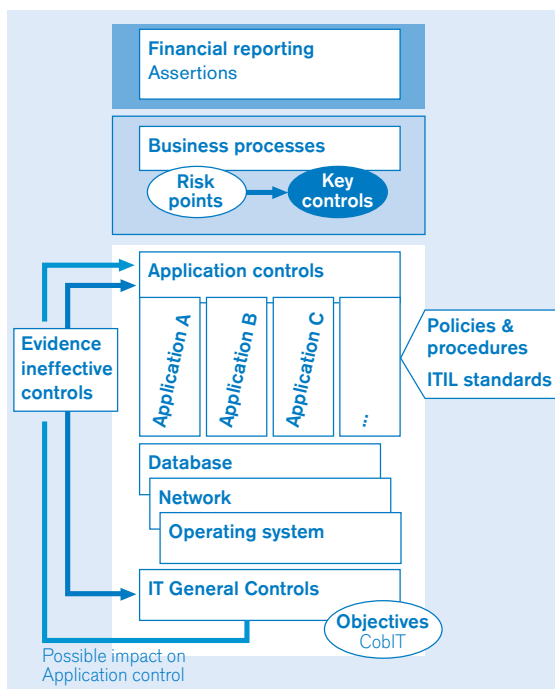 Financial reporting
Assertions
Business processes
Risk
points
Key
controls
Application controls
Application A
Application B
Application C
...
Evidence
ineffective
controls
Policies &
procedures
ITIL standards
Database
Network
Operating system
IT General Controls
Objectives
CobIT
Possible impact on
Application control